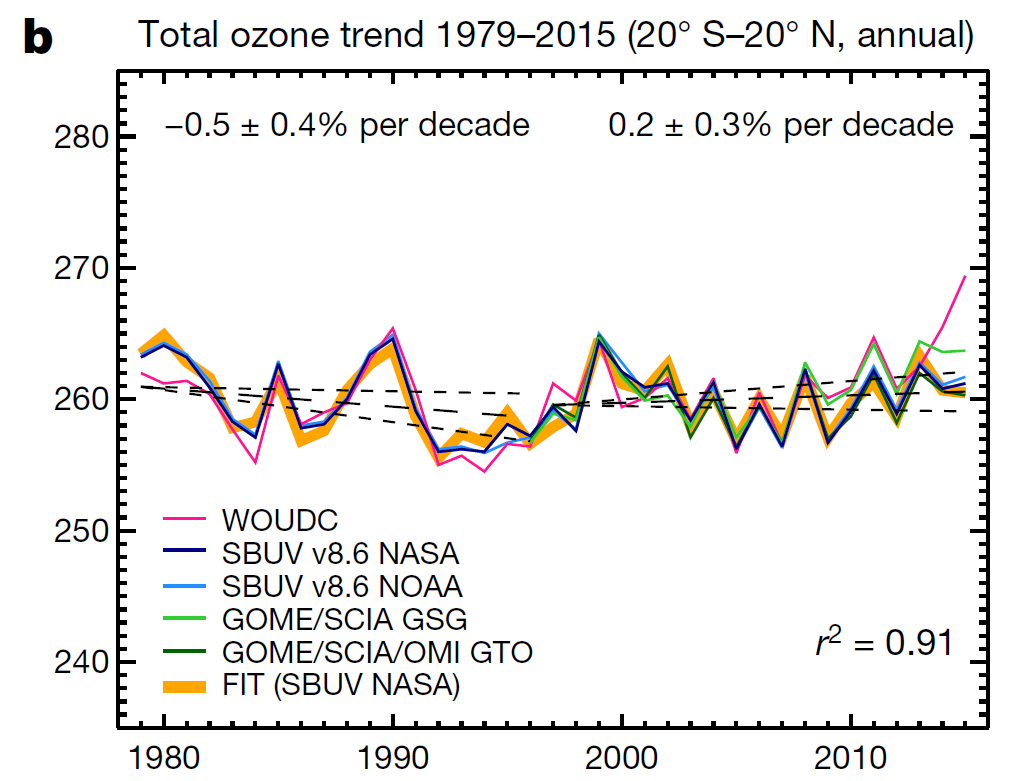 b Total ozone trend 1979–2015 (20° S–20° N, annual)
−0.5 ± 0.4% per decade 0.2 ± 0.3% per decade
280
270
260
250
240
WOUDC
SBUV v8.6 NASA
SBUV v8.6 NOAA
GOME/SCIA GSG
GOME/SCIA/OMI GTO
FIT (SBUV NASA)
r² = 0.91
1980 1990 2000 2010